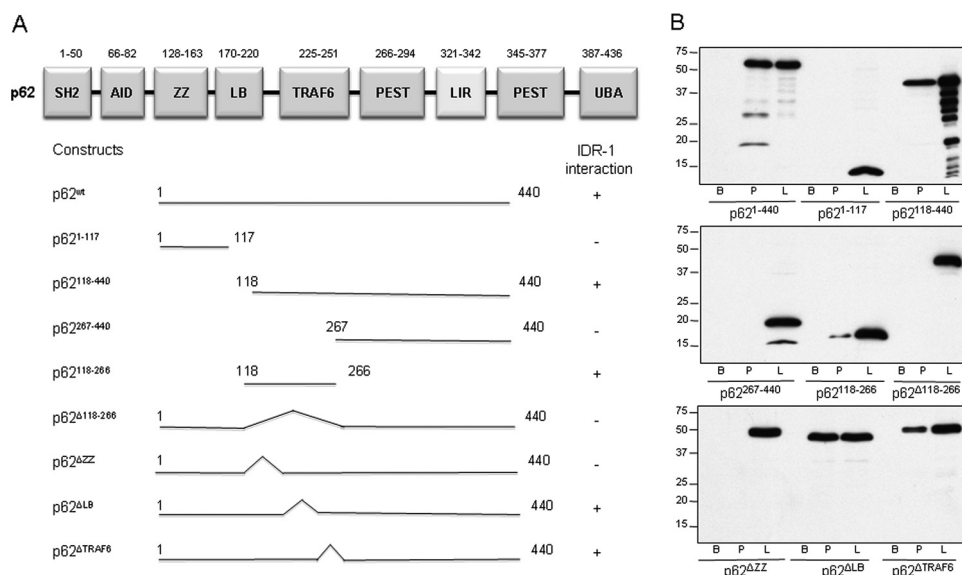 A
1-50 66-82 128-163 170-220 225-251 266-294 321-342 345-377 387-436
p62 SH2 AID ZZ LB TRAF6 PEST LIR PEST UBA
Constructs IDR-1 interaction
p62wt 1 440 +
p621-117 1 117 -
p62118-440 118 440 +
p62267-440 267 440 -
p62118-266 118 266 +
p62Δ118-266 1 440 -
p62ΔZZ 1 440 -
p62ΔLB 1 440 +
p62ΔTRAF6 1 440 +
B
75
50
37
25
20
15
B P L B P L B P L
p621-440 p621-117 p62118-440
75
50
37
25
20
15
B P L B P L B P L
p62267-440 p62118-266 p62Δ118-266
75
50
37
25
20
15
B P L B P L B P L
p62ΔZZ p62ΔLB p62ΔTRAF6